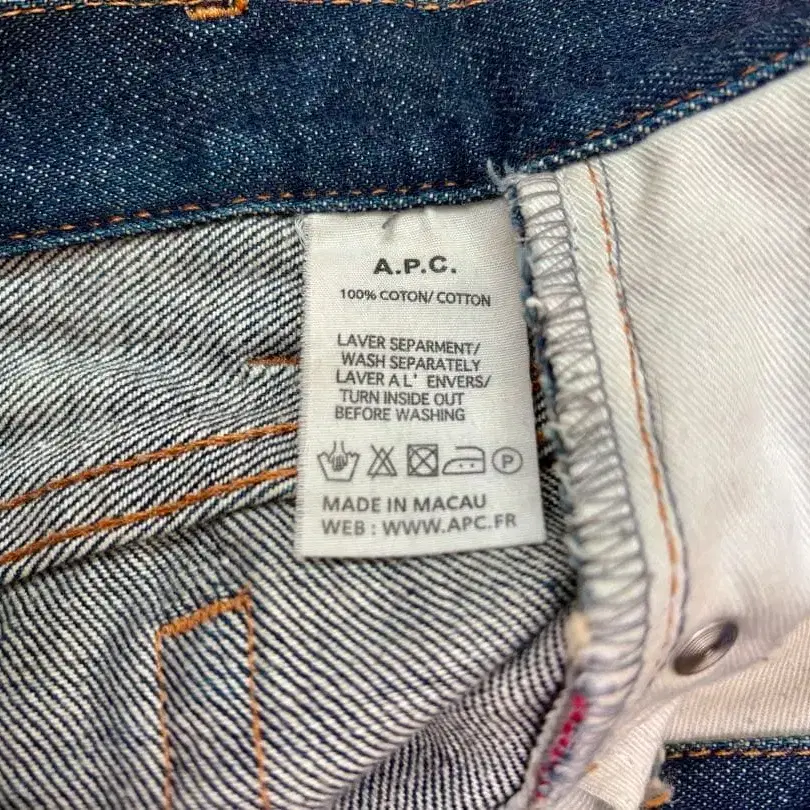 A.P.C.
100% COTON/ COTTON
LAVER SEPARMENT/
WASH SEPARATELY
LAVER A L' ENVERS/
TURN INSIDE OUT
BEFORE WASHING
P
MADE IN MACAU
WEB : WWW.APC.FR